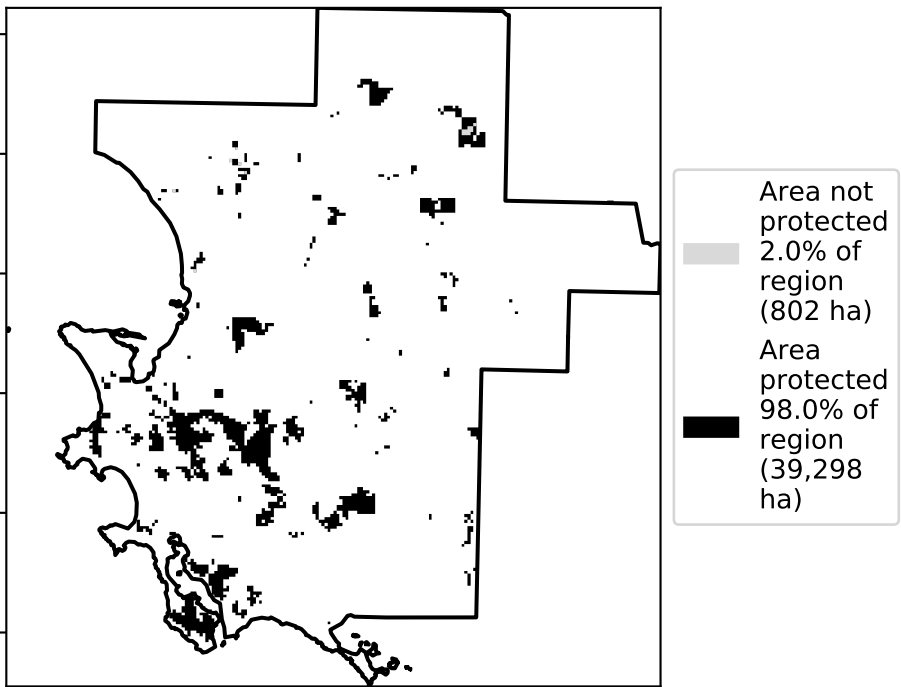 Area not
protected
2.0% of
region
(802 ha)
Area
protected
98.0% of
region
(39,298
ha)